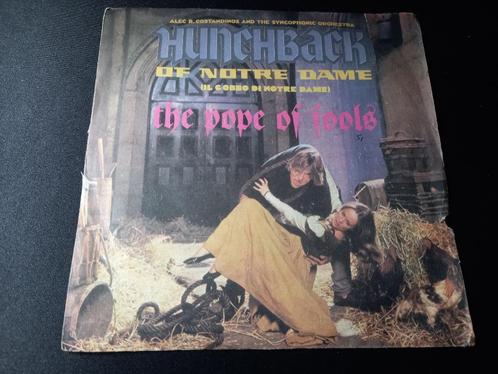 ALEC R. COSTANDINOS AND THE SYNCOPHONIC ORCHESTRA
HUNCHBACK
OF NOTRE DAME
(IL GOBBO DI NOTRE DAME)
the pope of fools